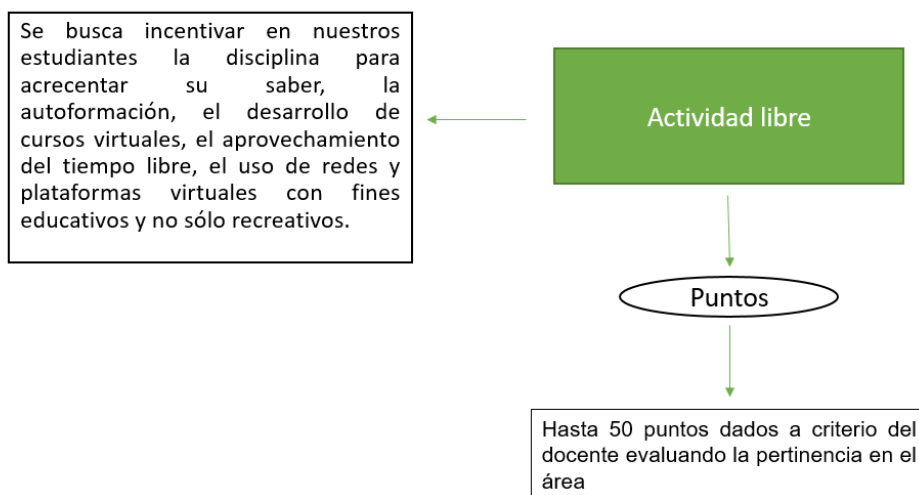 Se busca incentivar en nuestros
estudiantes la disciplina para
acrecentar su saber, la
autoformación, el desarrollo de
cursos virtuales, el aprovechamiento
del tiempo libre, el uso de redes y
plataformas virtuales con fines
educativos y no sólo recreativos.
Actividad libre
Puntos
Hasta 50 puntos dados a criterio del
docente evaluando la pertinencia en el
área